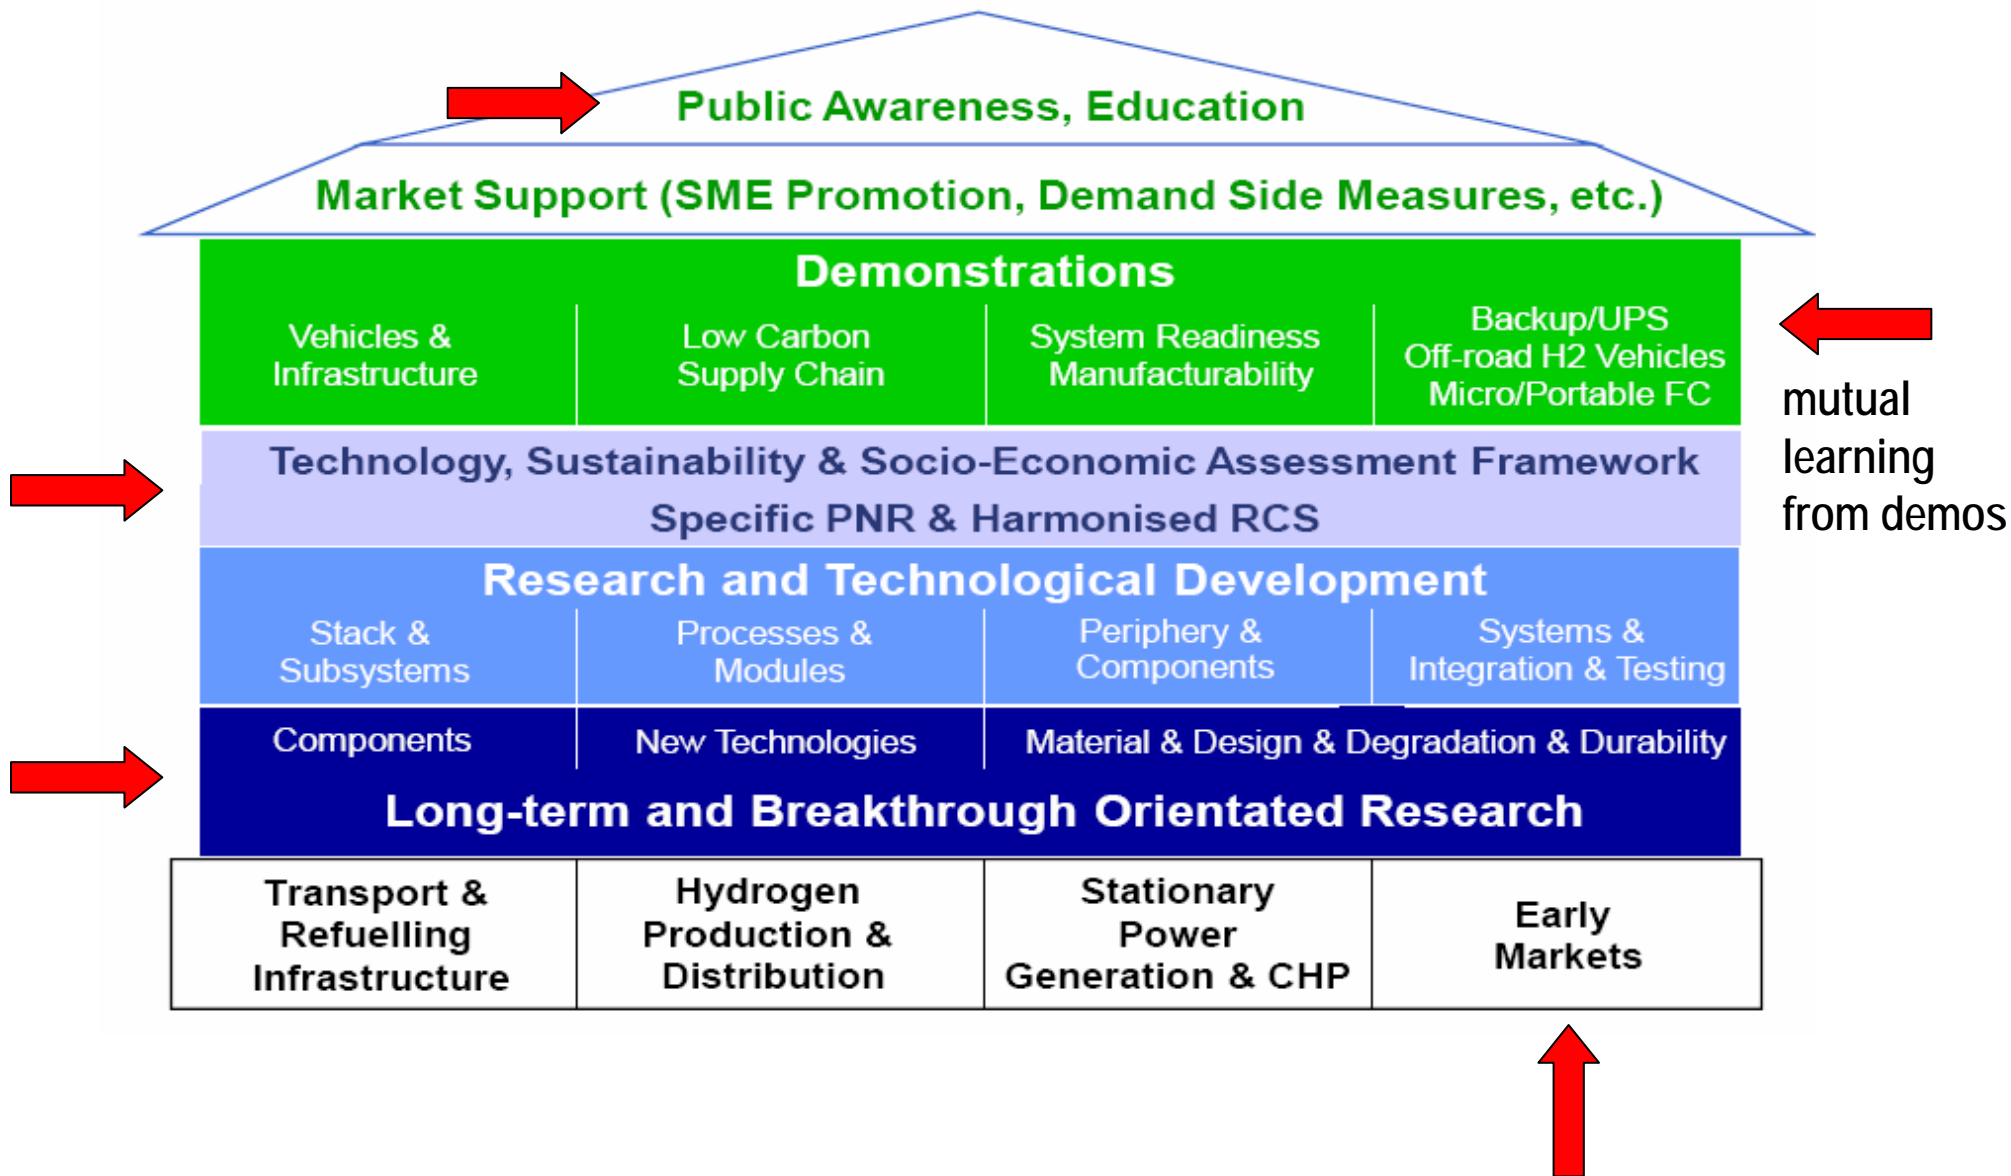 Public Awareness, Education
Market Support (SME Promotion, Demand Side Measures, etc.)
Demonstrations
Vehicles &
Infrastructure
Low Carbon
Supply Chain
System Readiness
Manufacturability
Backup/UPS
Off-road H2 Vehicles
Micro/Portable FC
mutual
learning
from demos
Technology, Sustainability & Socio-Economic Assessment Framework
Specific PNR & Harmonised RCS
Research and Technological Development
Stack &
Subsystems
Processes &
Modules
Periphery &
Components
Systems &
Integration & Testing
Components
New Technologies
Material & Design & Degradation & Durability
Long-term and Breakthrough Orientated Research
Transport &
Refuelling
Infrastructure
Hydrogen
Production &
Distribution
Stationary
Power
Generation & CHP
Early
Markets